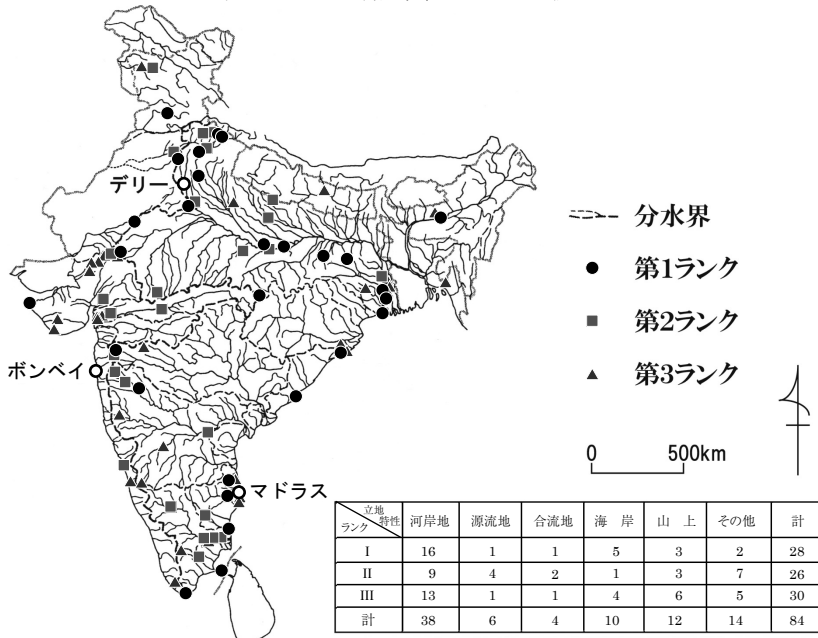 デリー
ボンベイ
マドラス
分水界
第1ランク
第2ランク
第3ランク
0 500km
立地特性 ランク 河岸地 源流地 合流地 海岸 山上 その他 計
I 16 1 1 5 3 2 28
II 9 4 2 1 3 7 26
III 13 1 1 4 6 5 30
計 38 6 4 10 12 14 84